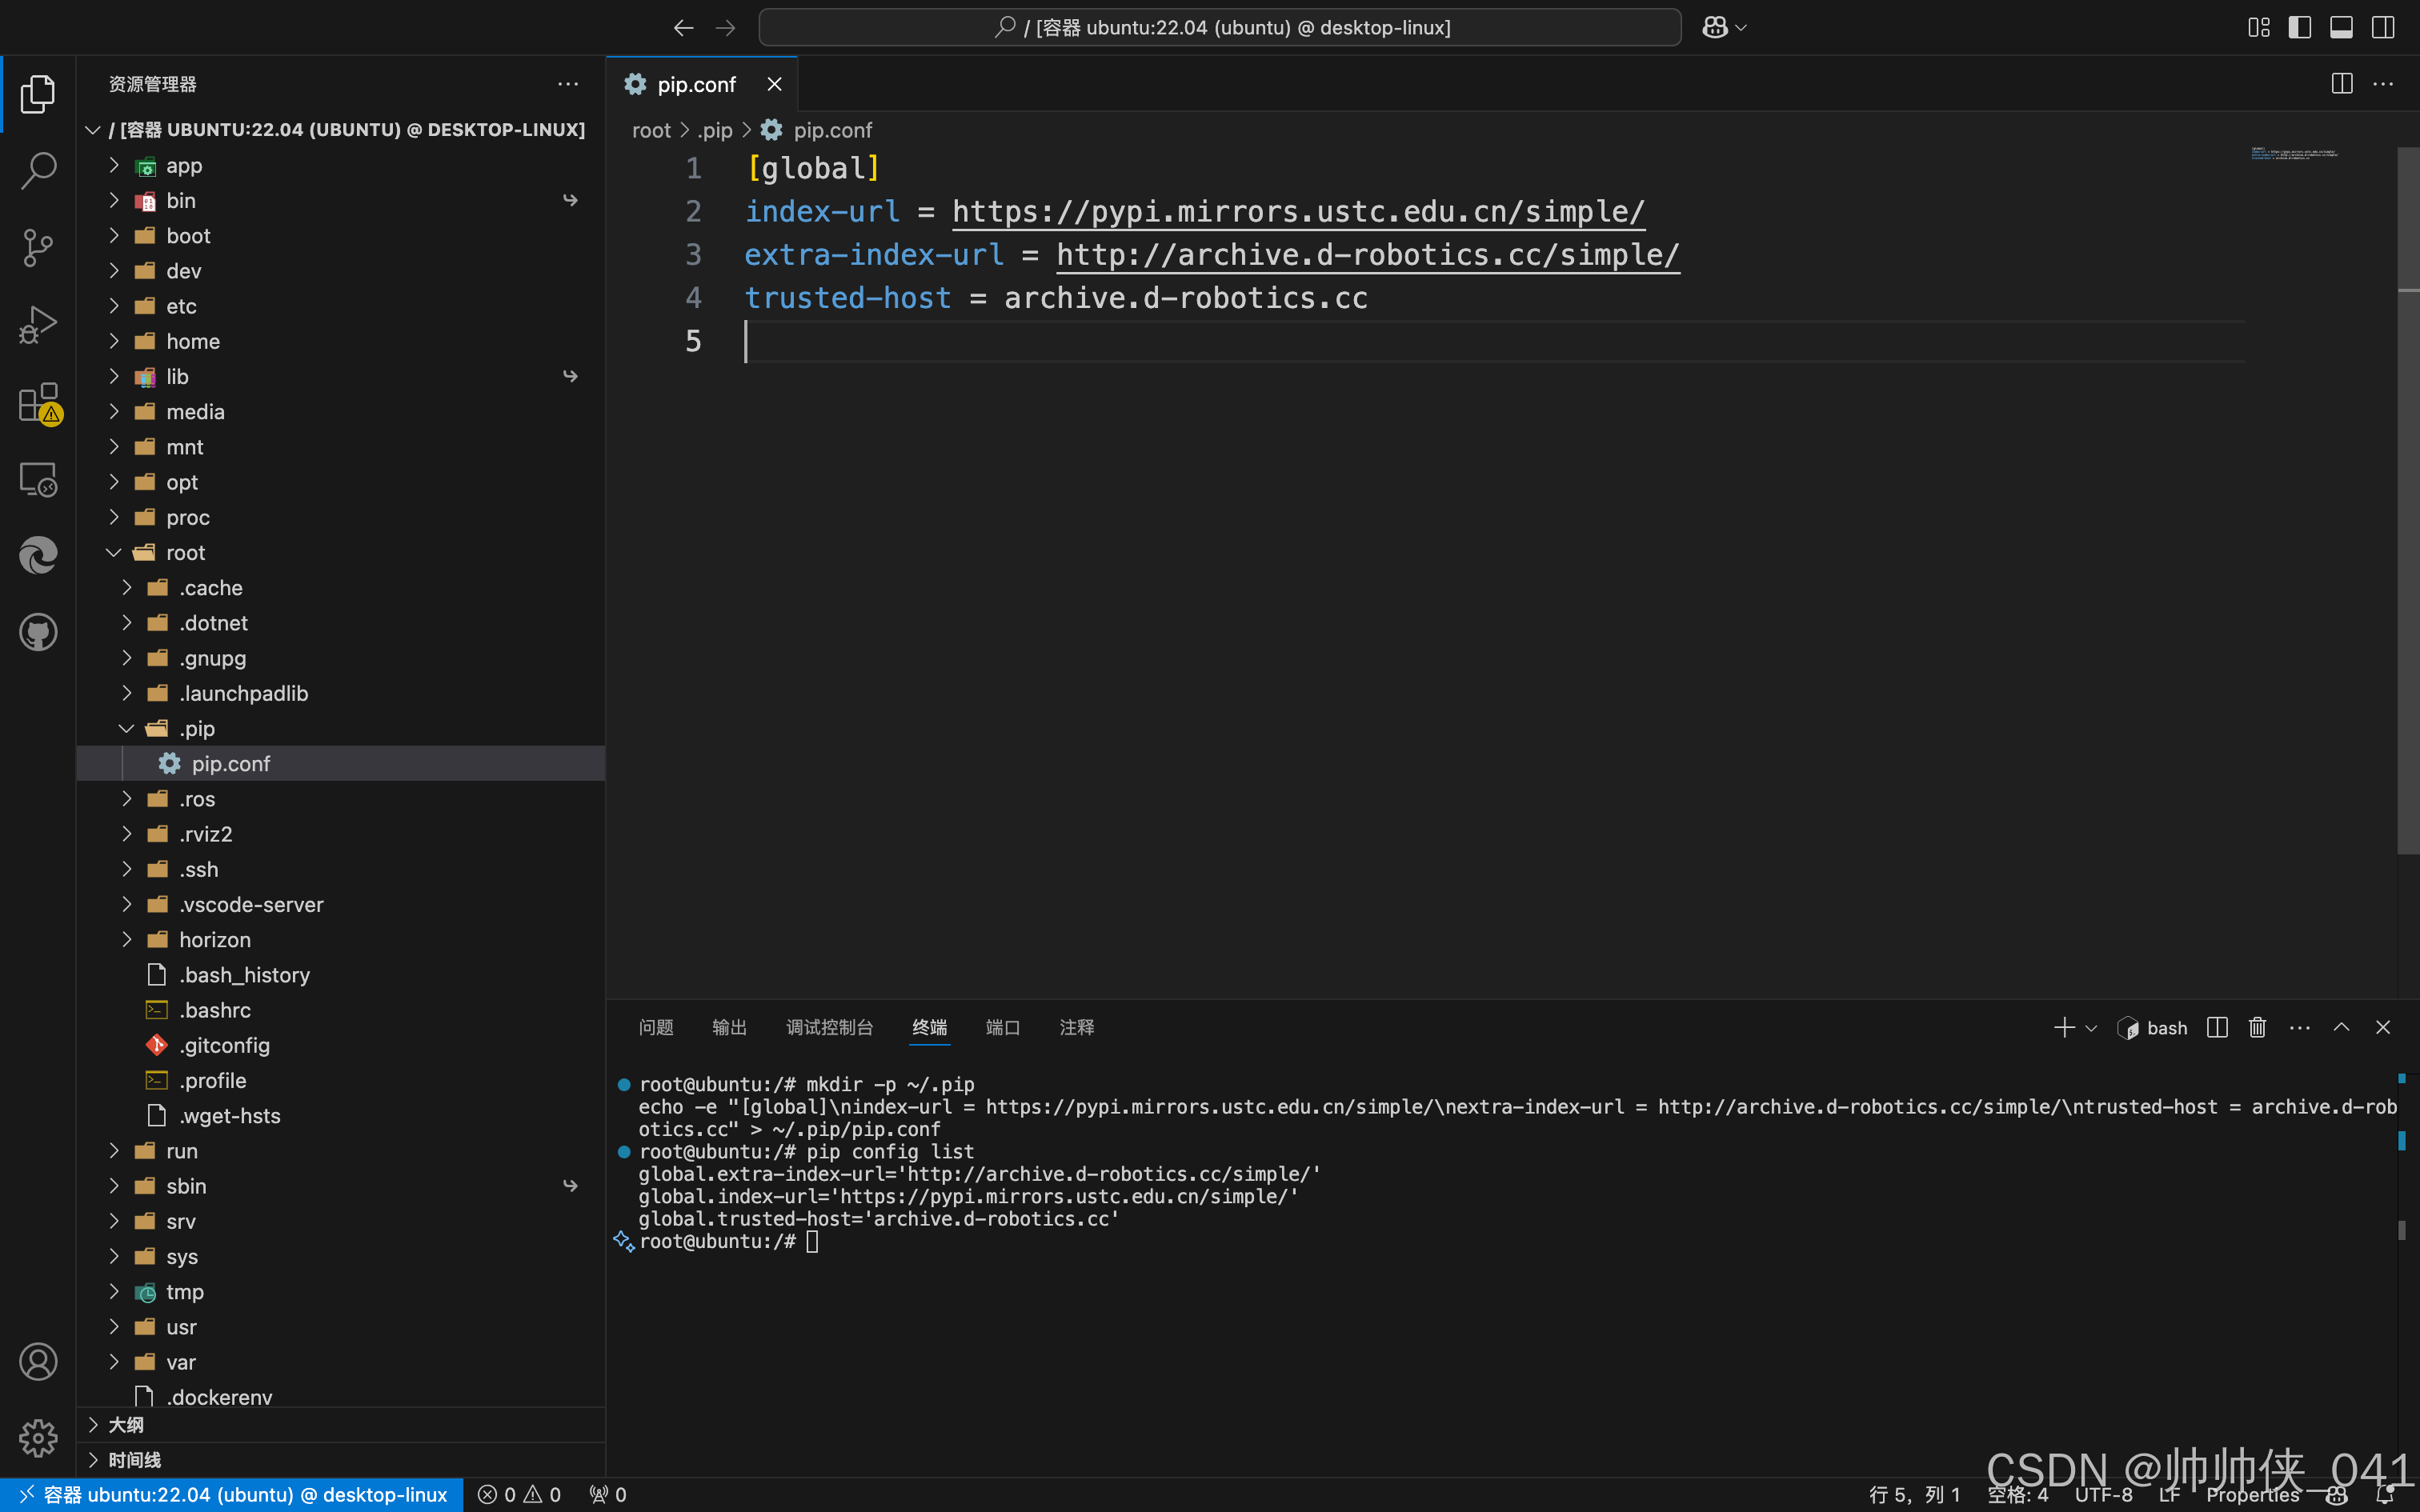 / [容器 ubuntu:22.04 (ubuntu) @ desktop-linux]
资源管理器
/ [容器 UBUNTU:22.04 (UBUNTU) @ DESKTOP-LINUX]
app
bin
boot
dev
etc
home
lib
media
mnt
opt
proc
root
.cache
.dotnet
.gnupg
.launchpadlib
.pip
pip.conf
.ros
.rviz2
.ssh
.vscode-server
horizon
.bash_history
.bashrc
.gitconfig
.profile
.wget-hsts
run
sbin
srv
sys
tmp
usr
var
.dockerenv
大纲
时间线
pip.conf
root > .pip > pip.conf
1 [global]
2 index-url = https://pypi.mirrors.ustc.edu.cn/simple/
3 extra-index-url = http://archive.d-robotics.cc/simple/
4 trusted-host = archive.d-robotics.cc
5
问题 输出 调试控制台 终端 端口 注释
bash
root@ubuntu:/# mkdir -p ~/.pip
echo -e "[global]\nindex-url = https://pypi.mirrors.ustc.edu.cn/simple/\nextra-index-url = http://archive.d-robotics.cc/simple/\ntrusted-host = archive.d-rob
otics.cc" > ~/.pip/pip.conf
root@ubuntu:/# pip config list
global.extra-index-url='http://archive.d-robotics.cc/simple/'
global.index-url='https://pypi.mirrors.ustc.edu.cn/simple/'
global.trusted-host='archive.d-robotics.cc'
root@ubuntu:/#
容器 ubuntu:22.04 (ubuntu) @ desktop-linux 0 0 0
行 5，列 1 空格: 4 UTF-8 LF Properties
CSDN @帅帅侠_041